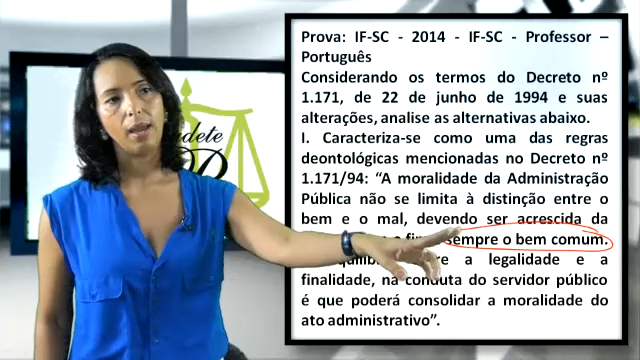 Prova: IF-SC - 2014 - IF-SC - Professor –
Português
Considerando os termos do Decreto nº
1.171, de 22 de junho de 1994 e suas
alterações, analise as alternativas abaixo.
I. Caracteriza-se como uma das regras
deontológicas mencionadas no Decreto nº
1.171/94: “A moralidade da Administração
Pública não se limita à distinção entre o
bem e o mal, devendo ser acrescida da
sempre o bem comum.
a legalidade e a
finalidade, na conduta do servidor público
é que poderá consolidar a moralidade do
ato administrativo”.